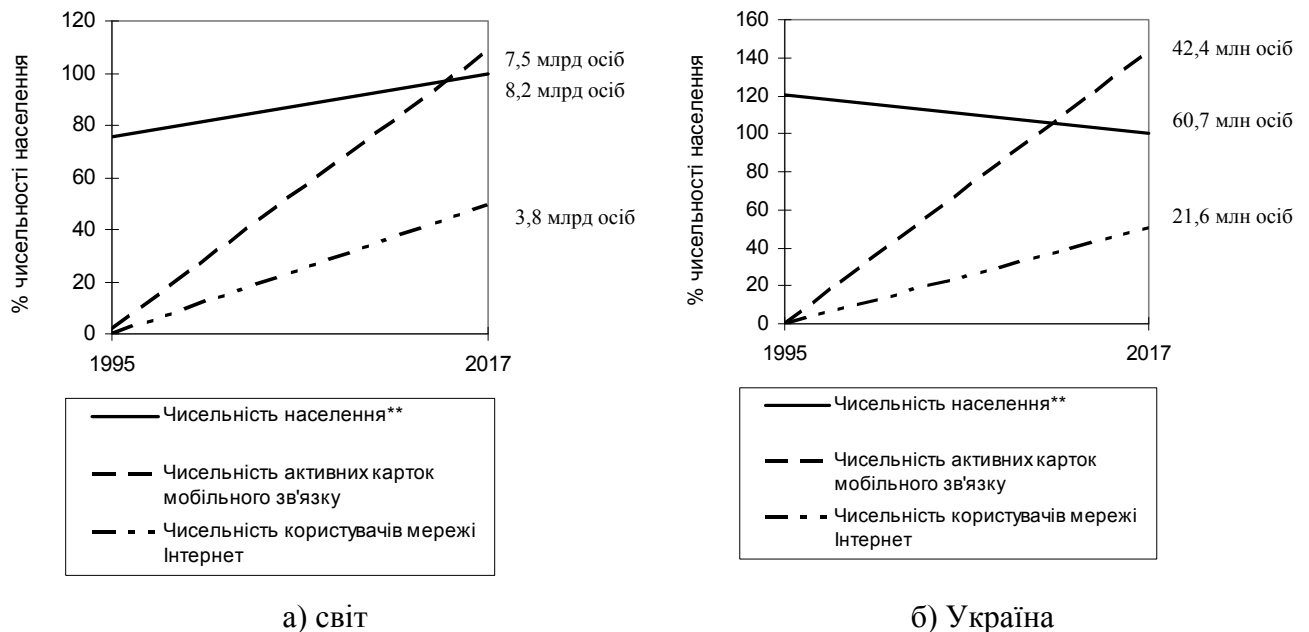 % чисельності населення
120
100
80
60
40
20
0
1995
2017
7,5 млрд осіб
8,2 млрд осіб
3,8 млрд осіб
Чисельність населення**
Чисельність активних карток
мобільного зв'язку
Чисельність користувачів мережі
Інтернет
а) світ
% чисельності населення
160
140
120
100
80
60
40
20
0
1995
2017
42,4 млн осіб
60,7 млн осіб
21,6 млн осіб
Чисельність населення**
Чисельність активних карток
мобільного зв'язку
Чисельність користувачів мережі
Інтернет
б) Україна